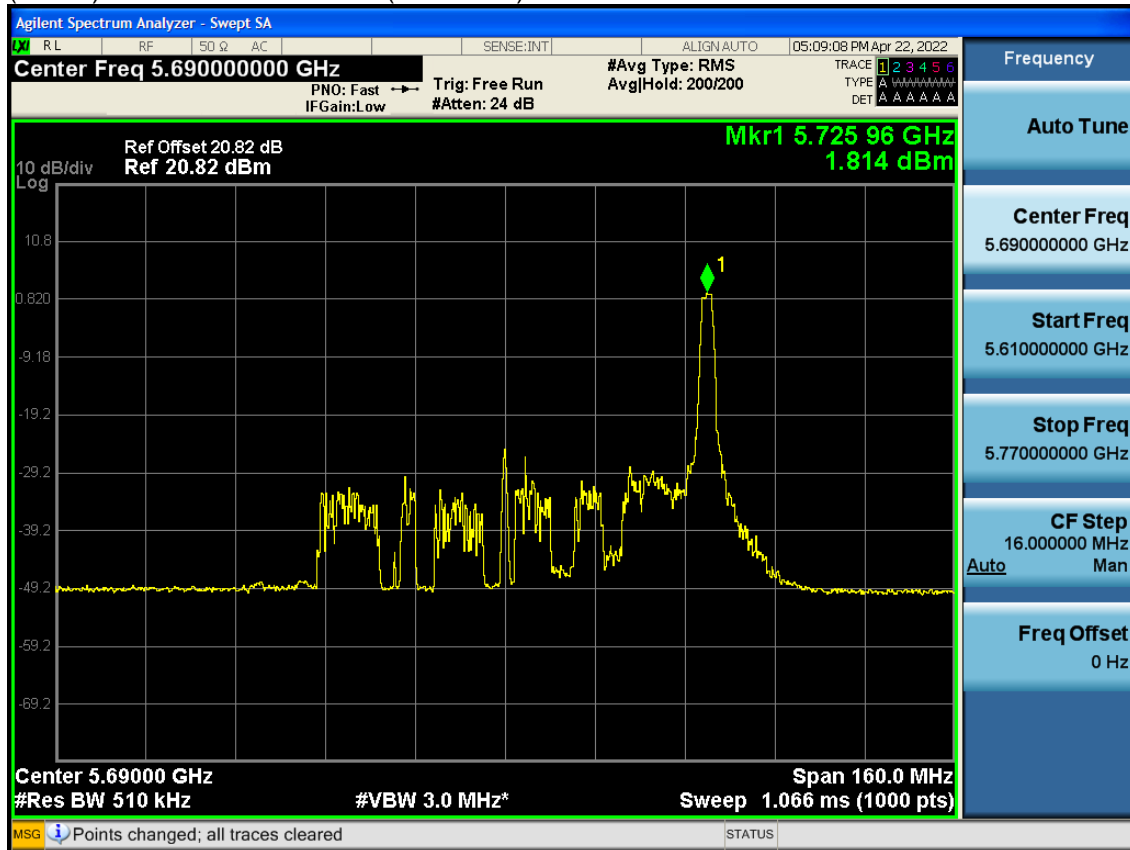 Agilent Spectrum Analyzer - Swept SA
LXI RL RF 50 Ω AC SENSE:INT ALIGN AUTO 05:09:08 PM Apr 22, 2022
Center Freq 5.690000000 GHz
PNO: Fast
IFGain:Low
Trig: Free Run
#Atten: 24 dB
#Avg Type: RMS
Avg|Hold: 200/200
TRACE 1 2 3 4 5 6
TYPE A WWWWW
DET A A A A A A
Mkr1 5.725 96 GHz
1.814 dBm
Ref Offset 20.82 dB
10 dB/div Ref 20.82 dBm
Log
10.8
0.820
-9.18
-19.2
-29.2
-39.2
-49.2
-59.2
-69.2
1
Center 5.69000 GHz Span 160.0 MHz
#Res BW 510 kHz #VBW 3.0 MHz* Sweep 1.066 ms (1000 pts)
MSG Points changed; all traces cleared STATUS
Frequency
Auto Tune
Center Freq
5.690000000 GHz
Start Freq
5.610000000 GHz
Stop Freq
5.770000000 GHz
CF Step
16.000000 MHz
Auto Man
Freq Offset
0 Hz